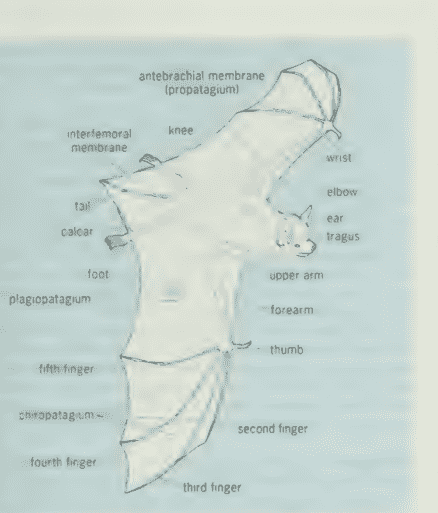 antebrachial membrane
(propatagium)
knee
interfemoral
membrane
wrist
elbow
tail
ear
calcar
tragus
foot
upper arm
plagiopatagium
forearm
thumb
fifth finger
chiropatagium
second finger
fourth finger
third finger